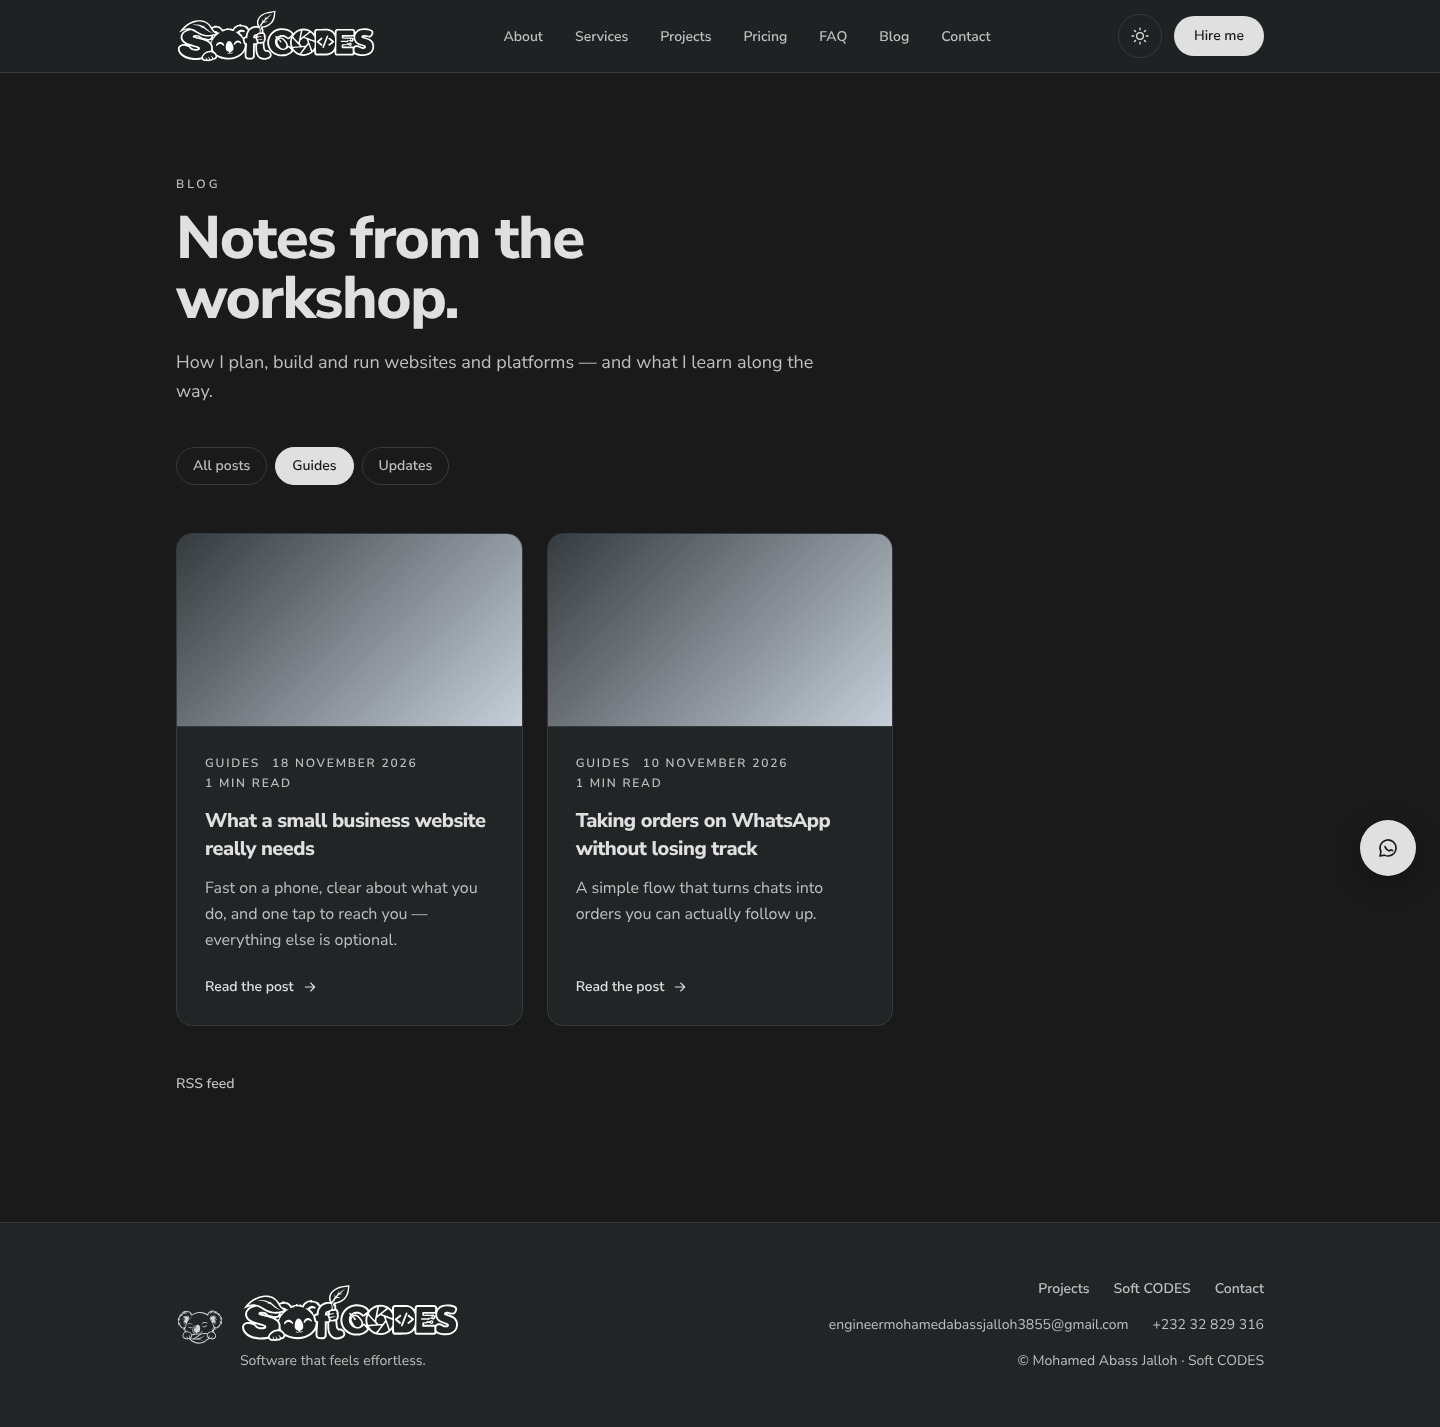 Soft CODES
About
Services
Projects
Pricing
FAQ
Blog
Contact
Hire me
BLOG
Notes from the
workshop.
How I plan, build and run websites and platforms — and what I learn along the
way.
All posts
Guides
Updates
GUIDES 18 NOVEMBER 2026
1 MIN READ
What a small business website
really needs
Fast on a phone, clear about what you
do, and one tap to reach you —
everything else is optional.
Read the post →
GUIDES 10 NOVEMBER 2026
1 MIN READ
Taking orders on WhatsApp
without losing track
A simple flow that turns chats into
orders you can actually follow up.
Read the post →
RSS feed
Soft CODES
Software that feels effortless.
Projects
Soft CODES
Contact
engineermohamedabassjalloh3855@gmail.com
+232 32 829 316
© Mohamed Abass Jalloh · Soft CODES